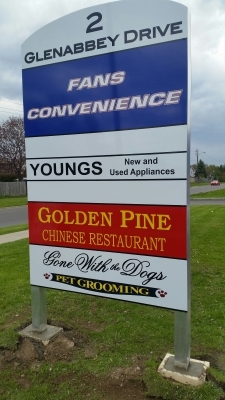 2
GLENABBEY DRIVE
FANS
CONVENIENCE
YOUNGS New and
Used Appliances
GOLDEN PINE
CHINESE RESTAURANT
Gone With the Dogs
PET GROOMING